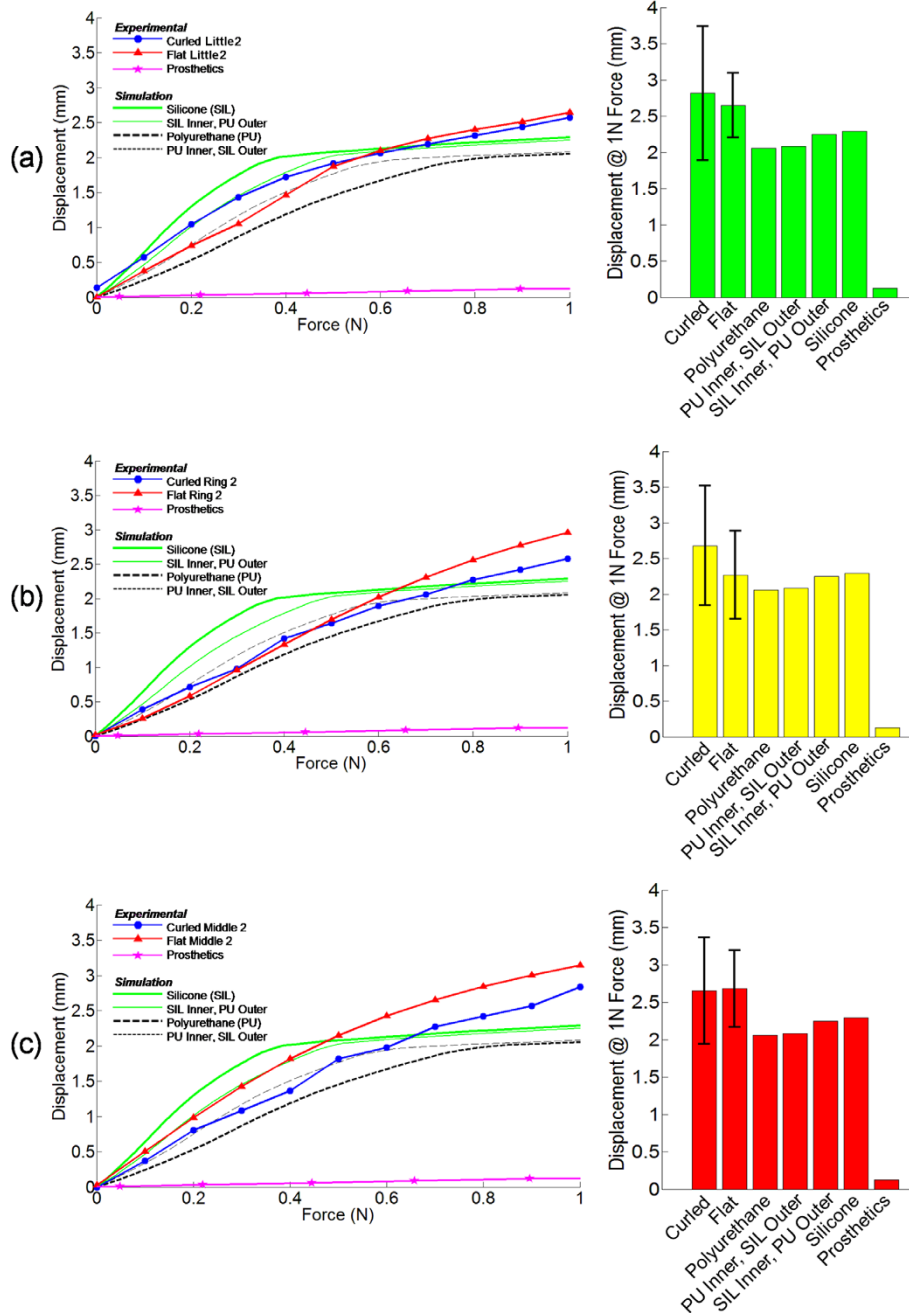 (a)
Displacement (mm)
4
3.5
3
2.5
2
1.5
1
0.5
0
Experimental
Curled Little2
Flat Little2
Prosthetics
Simulation
Silicone (SIL)
SIL Inner, PU Outer
Polyurethane (PU)
PU Inner, SIL Outer
0 0.2 0.4 0.6 0.8 1
Force (N)
Displacement @ 1N Force (mm)
4
3.5
3
2.5
2
1.5
1
0.5
0
Curled
Flat
Polyurethane
PU Inner, SIL Outer
SIL Inner, PU Outer
Silicone
Prosthetics
(b)
Displacement (mm)
4
3.5
3
2.5
2
1.5
1
0.5
0
Experimental
Curled Ring 2
Flat Ring 2
Prosthetics
Simulation
Silicone (SIL)
SIL Inner, PU Outer
Polyurethane (PU)
PU Inner, SIL Outer
0 0.2 0.4 0.6 0.8 1
Force (N)
Displacement @ 1N Force (mm)
4
3.5
3
2.5
2
1.5
1
0.5
0
Curled
Flat
Polyurethane
PU Inner, SIL Outer
SIL Inner, PU Outer
Silicone
Prosthetics
(c)
Displacement (mm)
4
3.5
3
2.5
2
1.5
1
0.5
0
Experimental
Curled Middle 2
Flat Middle 2
Prosthetics
Simulation
Silicone (SIL)
SIL Inner, PU Outer
Polyurethane (PU)
PU Inner, SIL Outer
0 0.2 0.4 0.6 0.8 1
Force (N)
Displacement @ 1N Force (mm)
4
3.5
3
2.5
2
1.5
1
0.5
0
Curled
Flat
Polyurethane
PU Inner, SIL Outer
SIL Inner, PU Outer
Silicone
Prosthetics